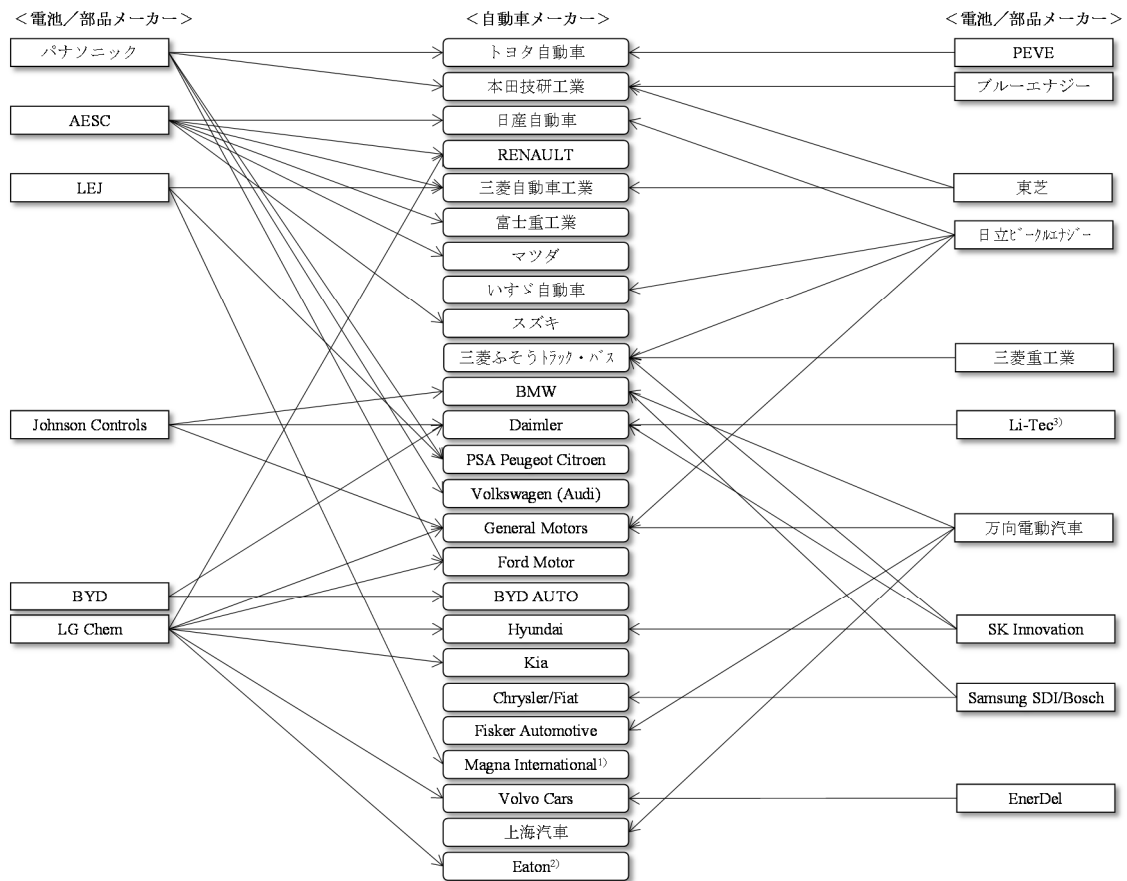 ＜電池／部品メーカー＞ ＜自動車メーカー＞ ＜電池／部品メーカー＞
パナソニック トヨタ自動車 PEVE
本田技研工業 ブルーエナジー
AESC 日産自動車
RENAULT
LEJ 三菱自動車工業 東芝
富士重工業 日立ビークルエナジー
マツダ
いすゞ自動車
スズキ
三菱ふそうトラック・バス 三菱重工業
BMW
Johnson Controls Daimler Li-Tec3)
PSA Peugeot Citroen
Volkswagen (Audi)
General Motors 万向電動汽車
Ford Motor
BYD BYD AUTO
LG Chem Hyundai SK Innovation
Kia
Chrysler/Fiat Samsung SDI/Bosch
Fisker Automotive
Magna International1)
Volvo Cars EnerDel
上海汽車
Eaton2)